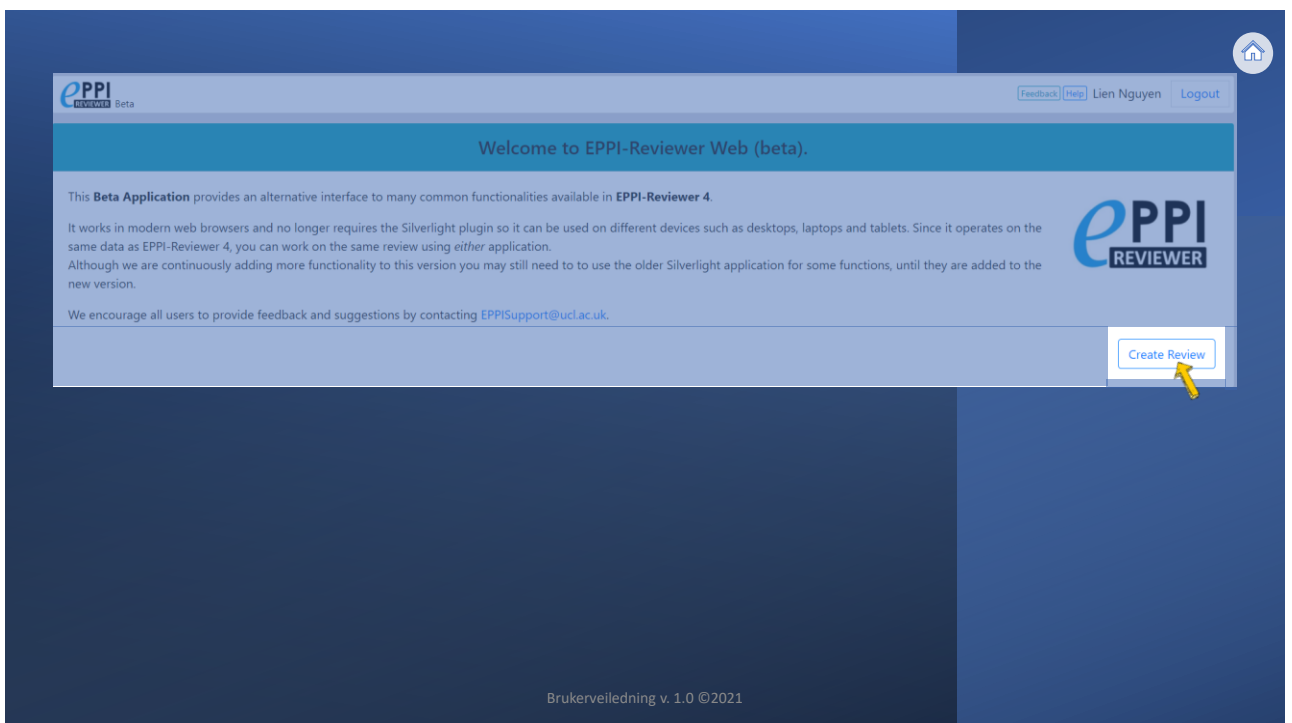 ePPI
REVIEWER Beta
Feedback Help Lien Nguyen Logout
Welcome to EPPI-Reviewer Web (beta).
This Beta Application provides an alternative interface to many common functionalities available in EPPI-Reviewer 4.
It works in modern web browsers and no longer requires the Silverlight plugin so it can be used on different devices such as desktops, laptops and tablets. Since it operates on the
same data as EPPI-Reviewer 4, you can work on the same review using either application.
Although we are continuously adding more functionality to this version you may still need to to use the older Silverlight application for some functions, until they are added to the
new version.
We encourage all users to provide feedback and suggestions by contacting EPPISupport@ucl.ac.uk.
ePPI
REVIEWER
Create Review
Brukerveiledning v. 1.0 ©2021